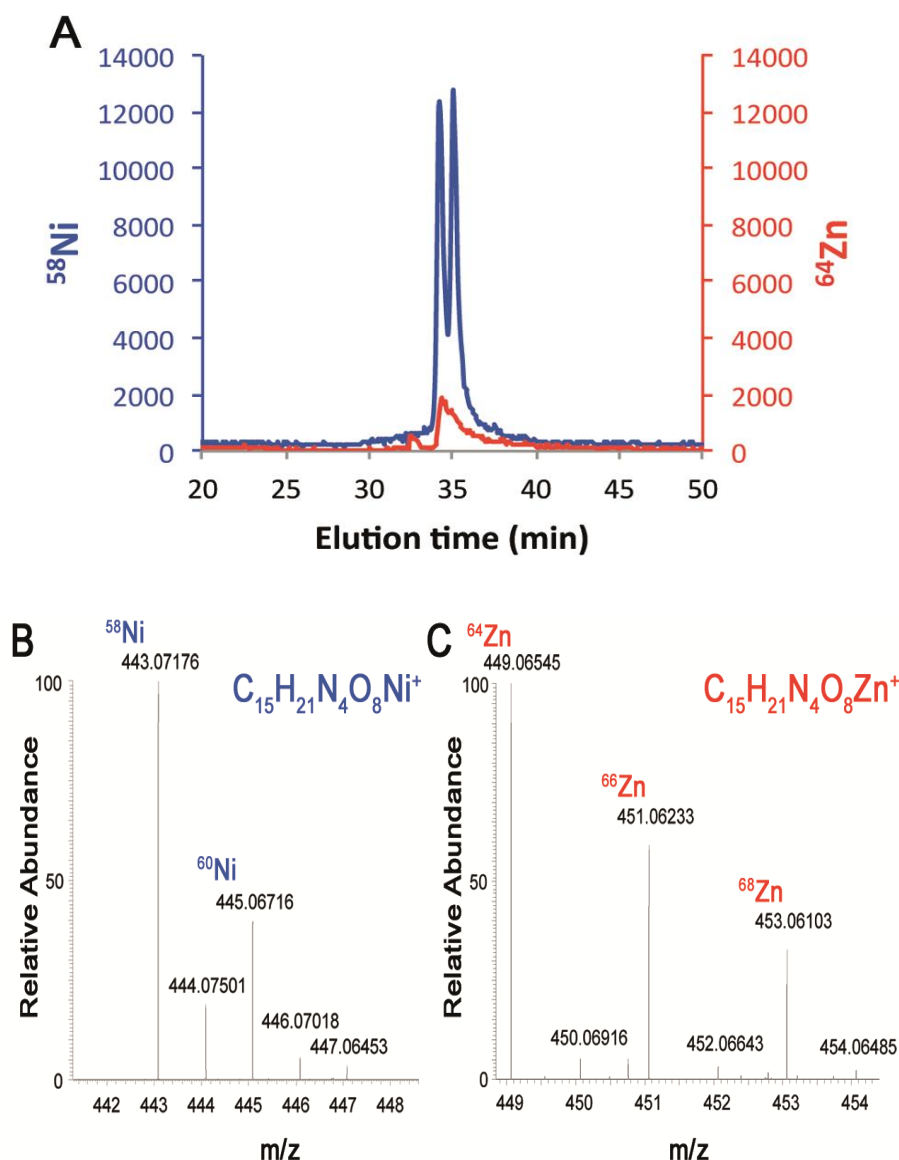 A
14000 14000
12000 12000
10000 10000
8000 8000
6000 6000
4000 4000
2000 2000
0 0
⁵⁸Ni
⁶⁴Zn
20 25 30 35 40 45 50
Elution time (min)
B
⁵⁸Ni
443.07176
C₁₅H₂₁N₄O₈Ni⁺
100
Relative Abundance
⁶⁰Ni
50
445.06716
444.07501
446.07018
447.06453
0
442 443 444 445 446 447 448
m/z
C
⁶⁴Zn
449.06545
C₁₅H₂₁N₄O₈Zn⁺
100
Relative Abundance
⁶⁶Zn
451.06233
50
⁶⁸Zn
453.06103
450.06916
452.06643
454.06485
0
449 450 451 452 453 454
m/z